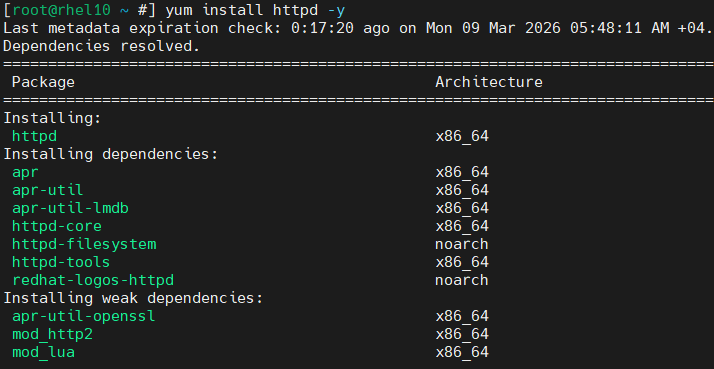 [root@rhel10 ~ #] yum install httpd -y
Last metadata expiration check: 0:17:20 ago on Mon 09 Mar 2026 05:48:11 AM +04.
Dependencies resolved.
================================================================================
Package Architecture
================================================================================
Installing:
httpd x86_64
Installing dependencies:
apr x86_64
apr-util x86_64
apr-util-lmdb x86_64
httpd-core x86_64
httpd-filesystem noarch
httpd-tools x86_64
redhat-logos-httpd noarch
Installing weak dependencies:
apr-util-openssl x86_64
mod_http2 x86_64
mod_lua x86_64